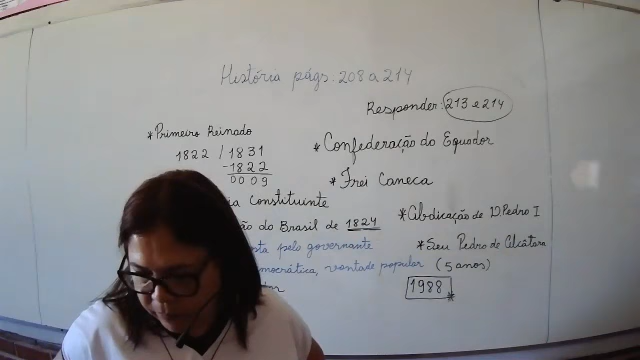 História págs. 208 a 214
Responder: 213 e 214
* Primeiro Reinado
1822 / 1831
-1822
0009
* Confederação do Equador
* Frei Caneca
Constituinte
do Brasil de 1824
pelo governante
vontade popular
* Abdicação de D. Pedro I
* Seu Pedro de Alcântara
(5 anos)
1988 *